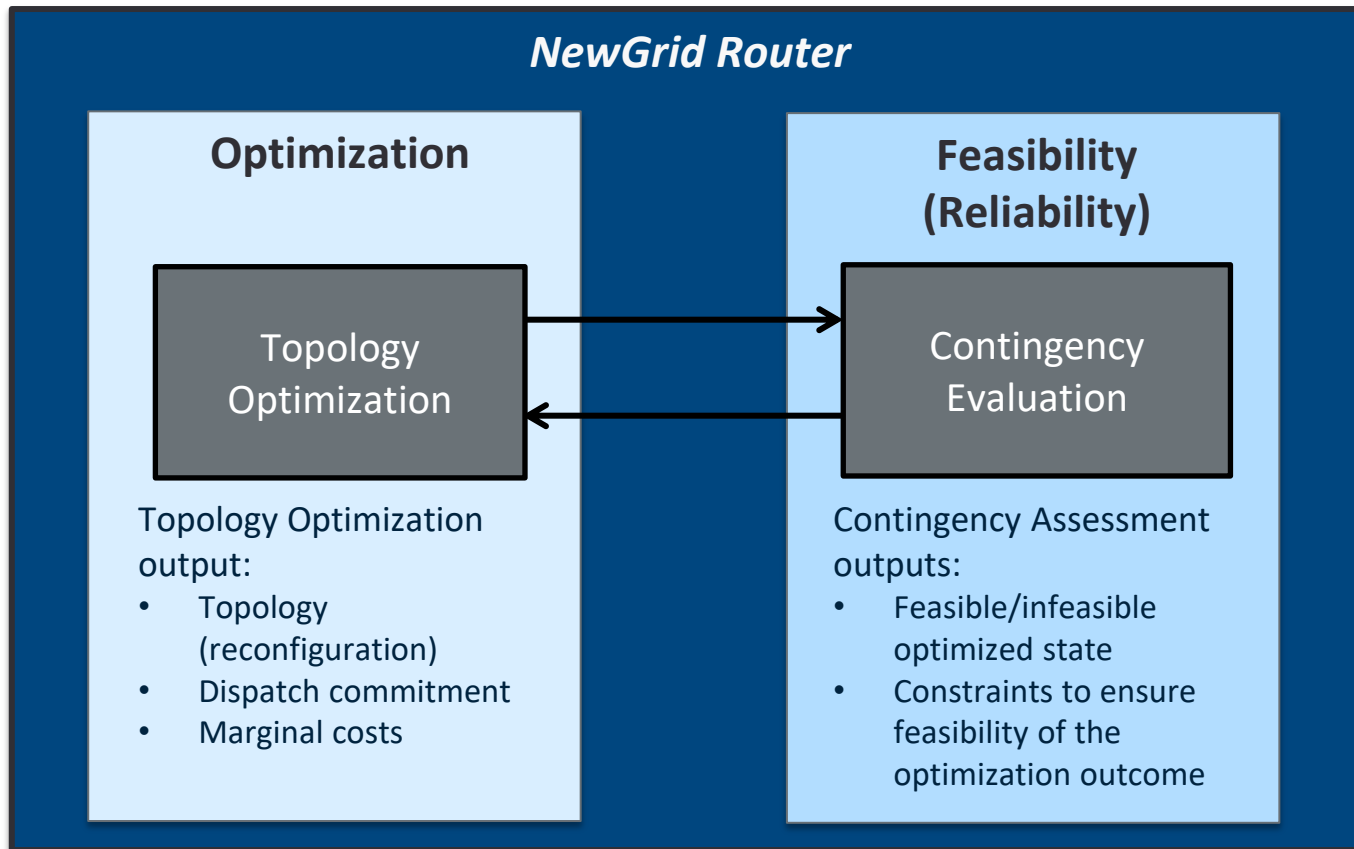 NewGrid Router
Optimization
Topology
Optimization
Topology Optimization
output:
• Topology
(reconfiguration)
• Dispatch commitment
• Marginal costs
Feasibility
(Reliability)
Contingency
Evaluation
Contingency Assessment
outputs:
• Feasible/infeasible
optimized state
• Constraints to ensure
feasibility of the
optimization outcome